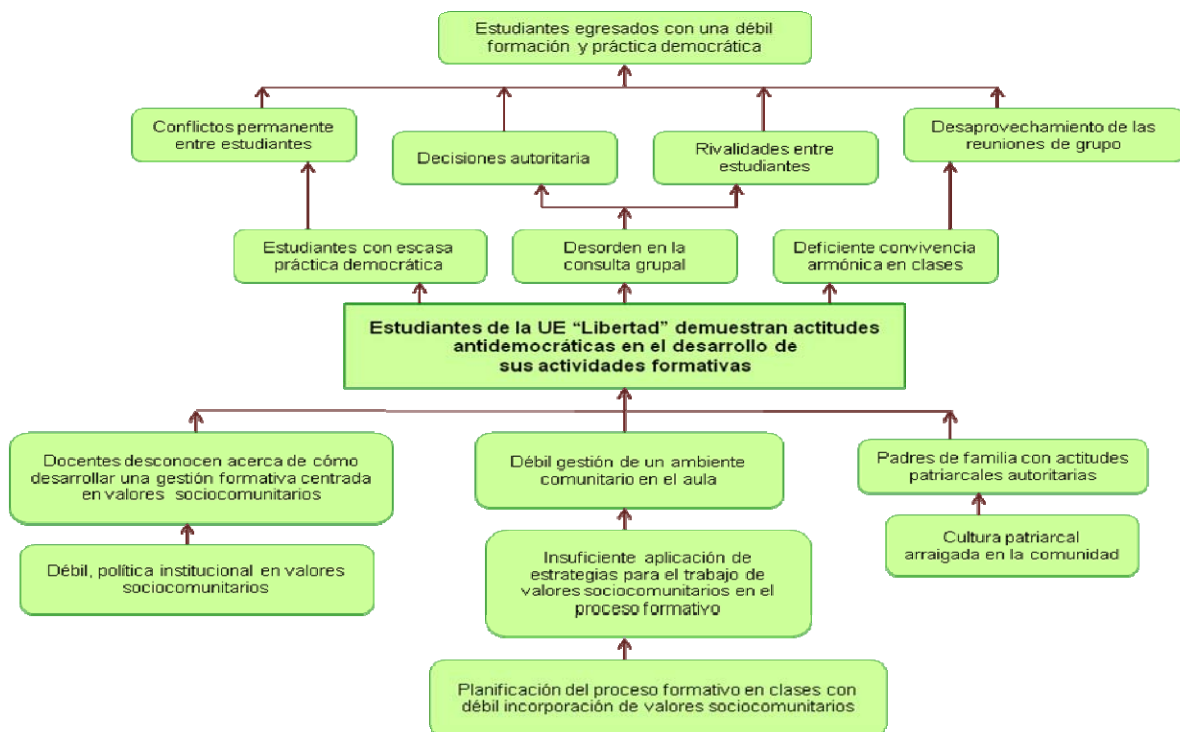 Estudiantes egresados con una débil
formación y práctica democrática
Conflictos permanente
entre estudiantes
Decisiones autoritaria
Rivalidades entre
estudiantes
Desaprovechamiento de las
reuniones de grupo
Estudiantes con escasa
práctica democrática
Desorden en la
consulta grupal
Deficiente convivencia
armónica en clases
Estudiantes de la UE “Libertad” demuestran actitudes
antidemocráticas en el desarrollo de
sus actividades formativas
Docentes desconocen acerca de cómo
desarrollar una gestión formativa centrada
en valores sociocomunitarios
Débil gestión de un ambiente
comunitario en el aula
Padres de familia con actitudes
patriarcales autoritarias
Débil, política institucional en valores
sociocomunitarios
Insuficiente aplicación de
estrategias para el trabajo de
valores sociocomunitarios en el
proceso formativo
Cultura patriarcal
arraigada en la comunidad
Planificación del proceso formativo en clases con
débil incorporación de valores sociocomunitarios